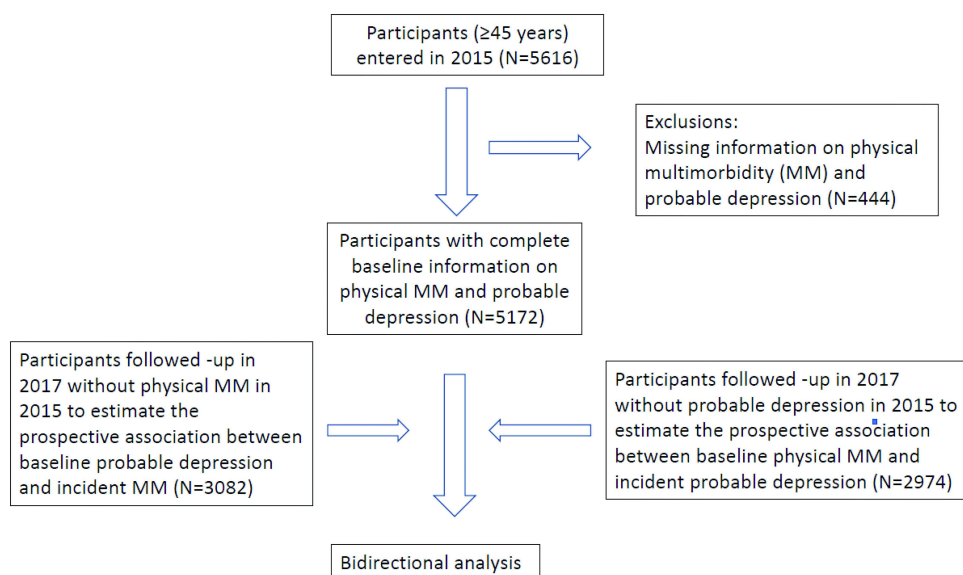 Participants (≥45 years)
entered in 2015 (N=5616)
Exclusions:
Missing information on physical
multimorbidity (MM) and
probable depression (N=444)
Participants with complete
baseline information on
physical MM and probable
depression (N=5172)
Participants followed -up in
2017 without physical MM in
2015 to estimate the
prospective association between
baseline probable depression
and incident MM (N=3082)
Participants followed -up in 2017
without probable depression in 2015 to
estimate the prospective association
between baseline physical MM and
incident probable depression (N=2974)
Bidirectional analysis